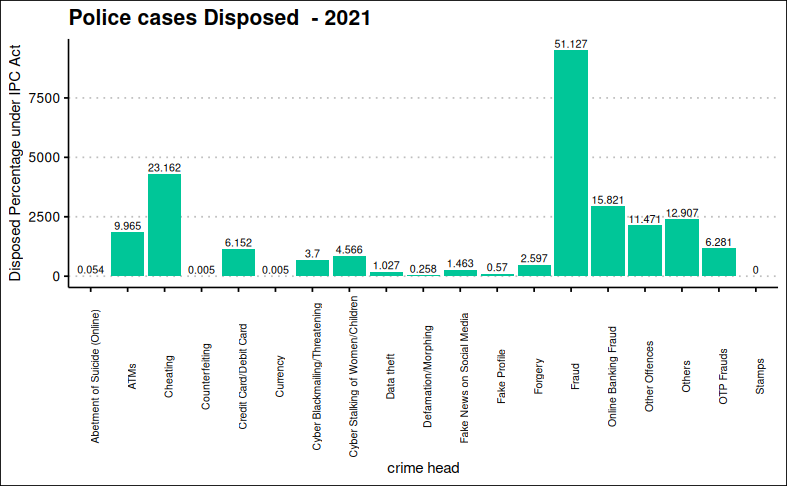 Police cases Disposed  - 2021
Disposed Percentage under IPC Act
7500
5000
2500
0
0.054
9.965
23.162
0.005
6.152
0.005
3.7
4.566
1.027
0.258
1.463
0.57
2.597
51.127
15.821
11.471
12.907
6.281
0
Abetment of Suicide (Online)
ATMs
Cheating
Counterfeiting
Credit Card/Debit Card
Currency
Cyber Blackmailing/Threatening
Cyber Stalking of Women/Children
Data theft
Defamation/Morphing
Fake News on Social Media
Fake Profile
Forgery
Fraud
Online Banking Fraud
Other Offences
Others
OTP Frauds
Stamps
crime head